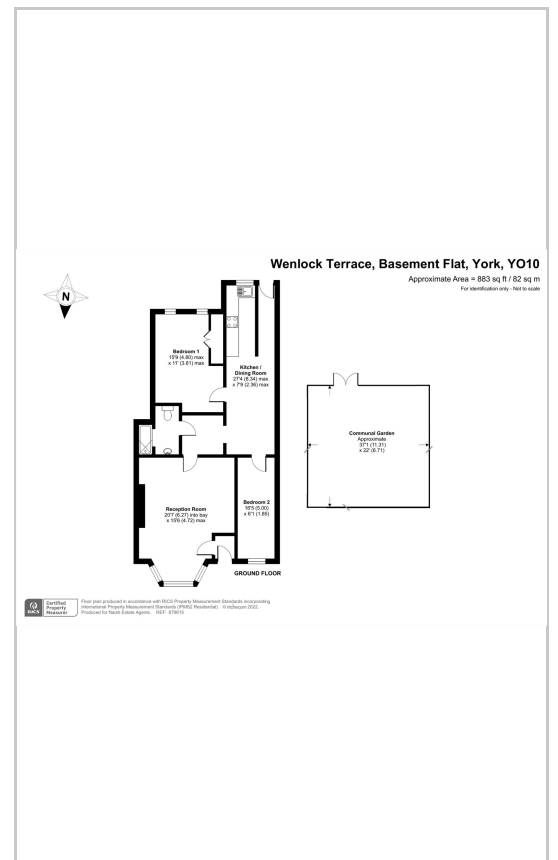 Wenlock Terrace, Basement Flat, York, YO10
Approximate Area = 883 sq ft / 82 sq m
For identification only - Not to scale
N
Bedroom 1
15'9 (4.80) max
x 11' (3.61) max
Kitchen /
Dining Room
27'4 (8.34) max
x 7'9 (2.36) max
Communal Garden
Approximate
37'1 (11.31)
x 22' (6.71)
Reception Room
20'7 (6.27) into bay
x 15'6 (4.72) max
Bedroom 2
16'5 (5.00)
x 6'1 (1.85)
GROUND FLOOR
RICS
Certified
Property
Measurer
Floor plan produced in accordance with RICS Property Measurement Standards incorporating
International Property Measurement Standards (IPMS2 Residential). © nichecom 2022.
Produced for Naish Estate Agents. REF: 979615